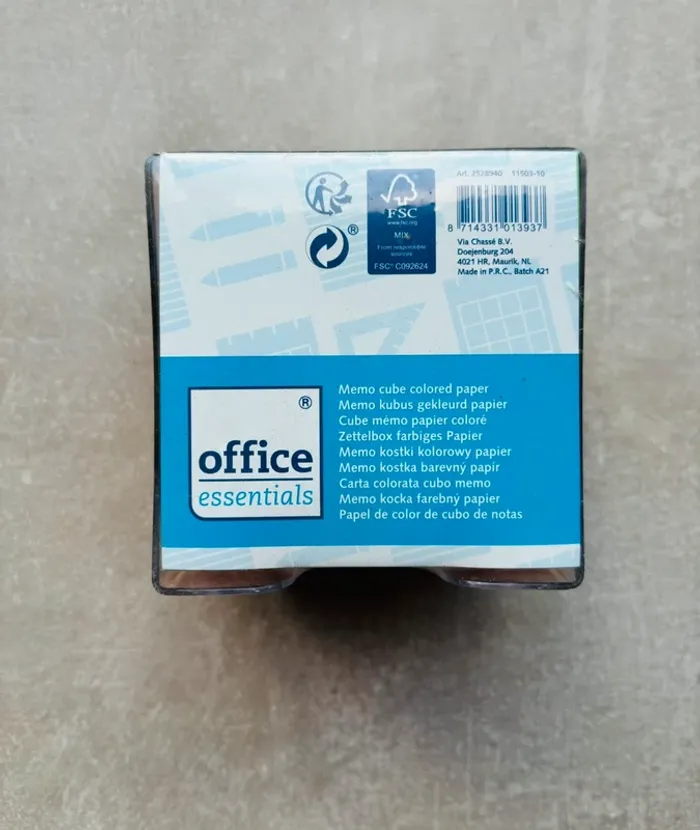 Art. 2528940 11503-10
FSC
www.fsc.org
MIX
From responsible
sources
FSC® C092624
8 714331 013937
Via Chassé B.V.
Doejenburg 204
4021 HR, Maurik, NL
Made in P.R.C., Batch A21
®
®
office
essentials
Memo cube colored paper
Memo kubus gekleurd papier
Cube mémo papier coloré
Zettelbox farbiges Papier
Memo kostki kolorowy papier
Memo kostka barevný papír
Carta colorata cubo memo
Memo kocka farebný papier
Papel de color de cubo de notas